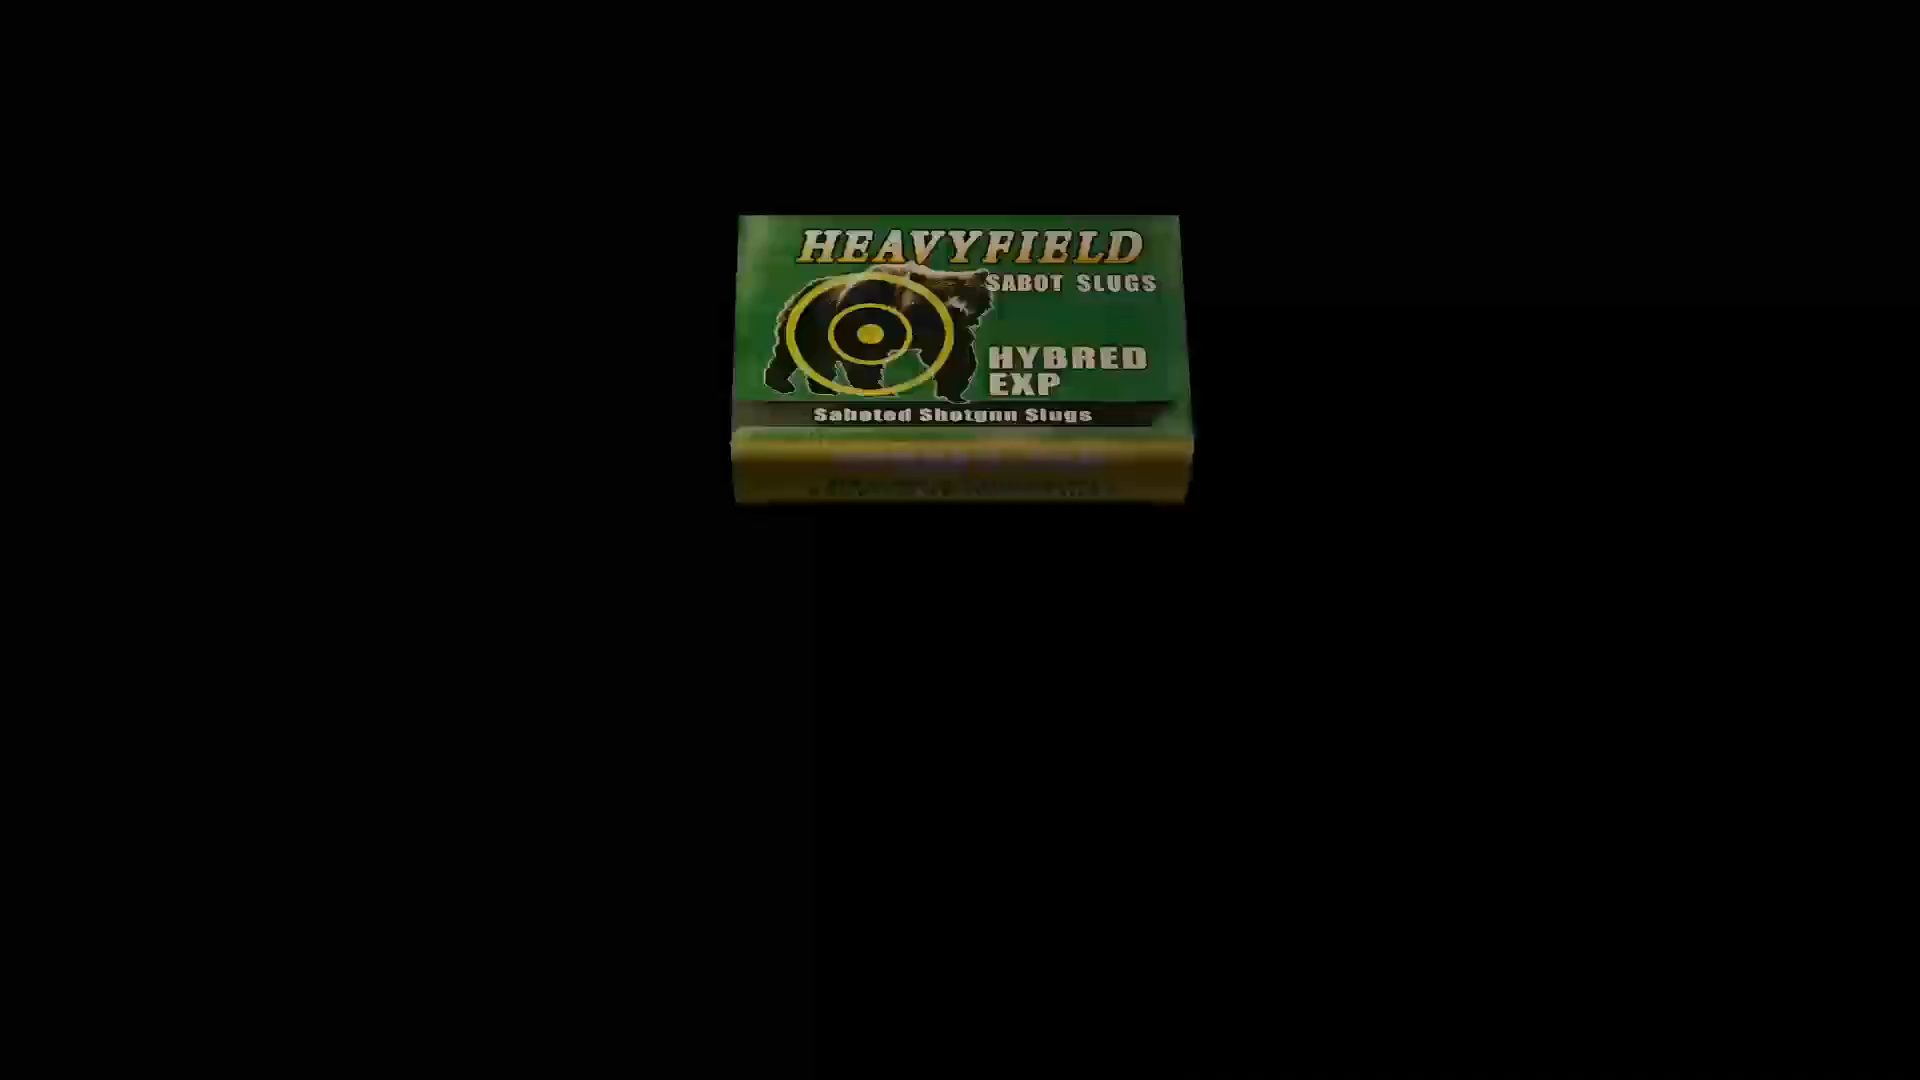 HEAVYFIELD
SABOT SLUGS
HYBRED
EXP
Saboted Shotgun Slugs